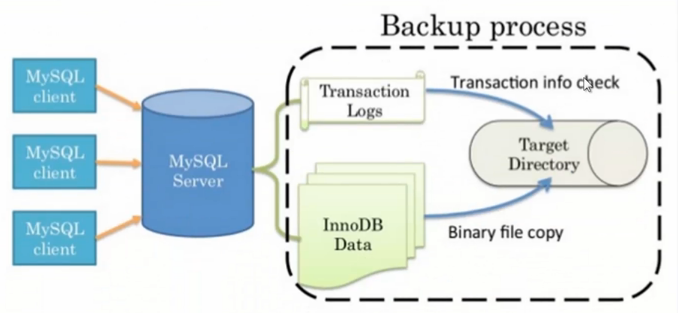 Backup process
MySQL
client
MySQL
client
MySQL
client
MySQL
Server
Transaction
Logs
InnoDB
Data
Transaction info check
Binary file copy
Target
Directory